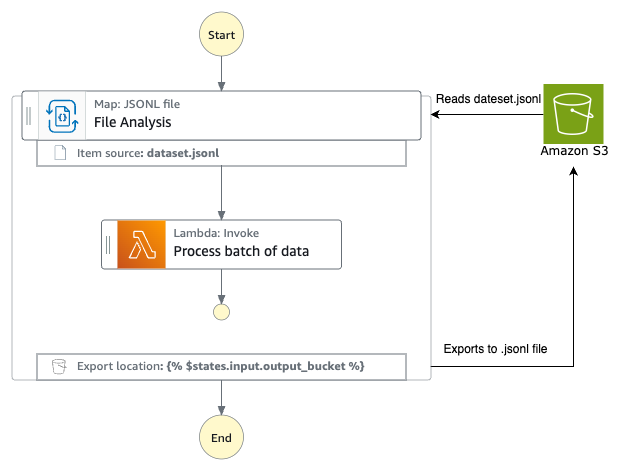 Start
Map: JSONL file
File Analysis
Item source: dataset.jsonl
Reads dateset.jsonl
Amazon S3
Lambda: Invoke
Process batch of data
Exports to .jsonl file
Export location: {% $states.input.output_bucket %}
End